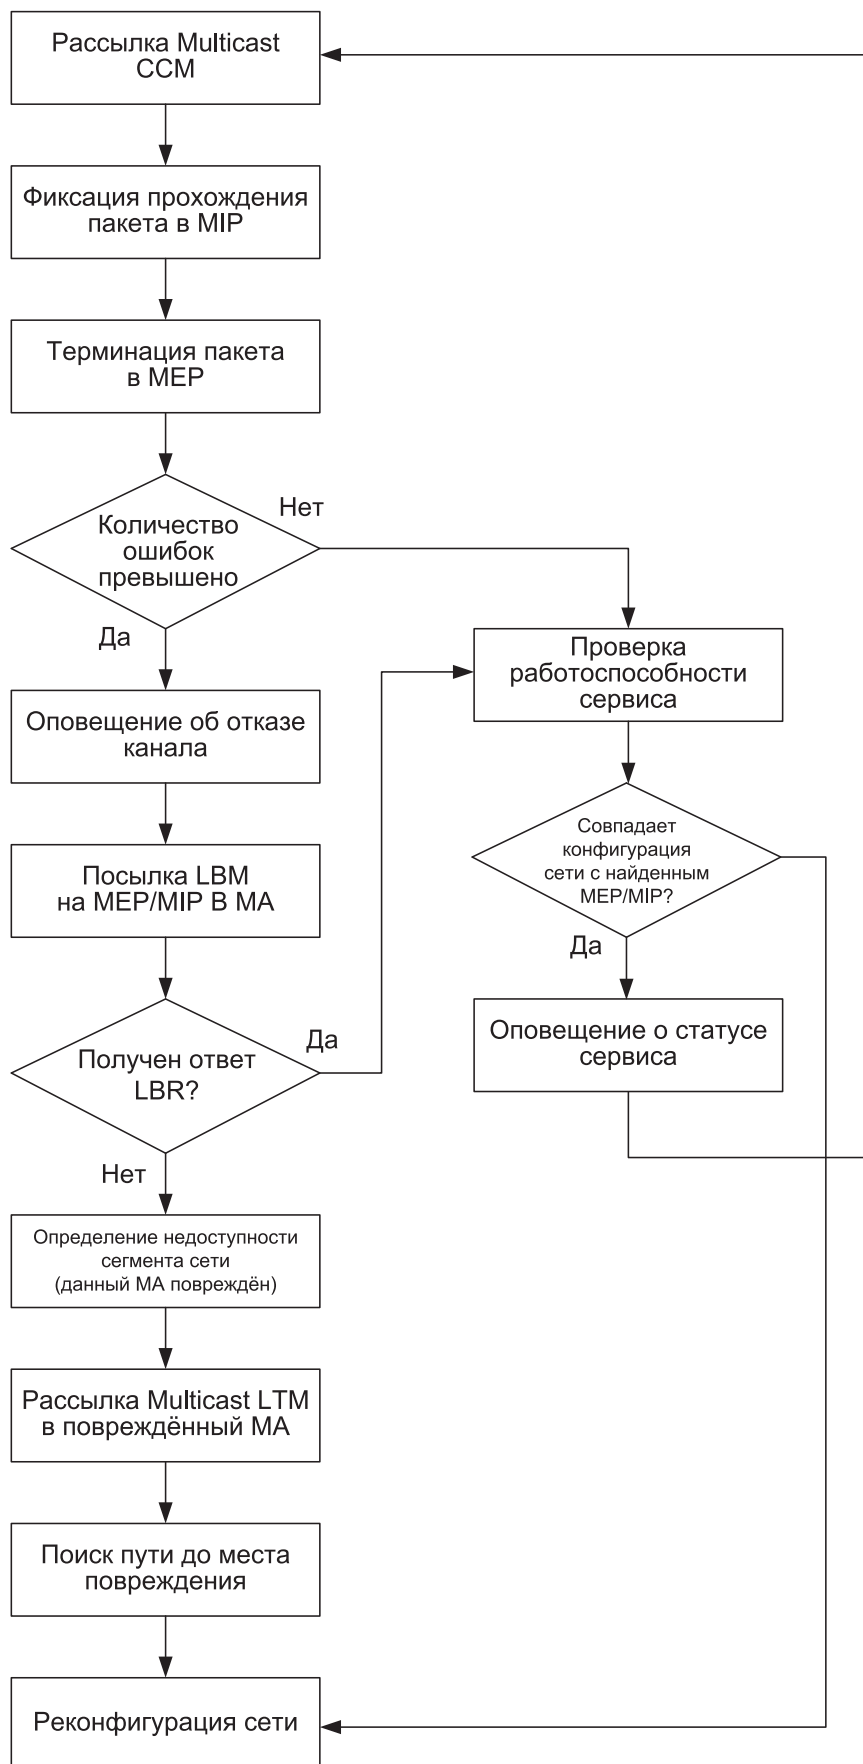 Рассылка Multicast
CCM
Фиксация прохождения
пакета в MIP
Терминация пакета
в MEP
Нет
Количество
ошибок
превышено
Да
Оповещение об отказе
канала
Посылка LBM
на MEP/MIP В МА
Да
Получен ответ
LBR?
Нет
Определение недоступности
сегмента сети
(данный МА повреждён)
Рассылка Multicast LTM
в повреждённый МА
Поиск пути до места
повреждения
Реконфигурация сети
Проверка
работоспособности
сервиса
Совпадает
конфигурация
сети с найденным
MEP/MIP?
Да
Оповещение о статусе
сервиса